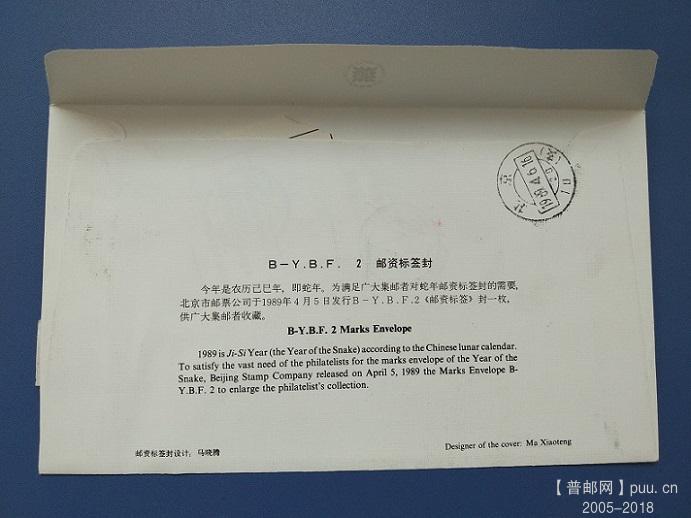 北京
1989.4.6.16
B－Y.B.F. 2 邮资标签封
今年是农历己巳年，即蛇年，为满足广大集邮者对蛇年邮资标签封的需要，
北京市邮票公司于1989年4月5日发行B－Y.B.F.2《邮资标签》封一枚，
供广大集邮者收藏。
B-Y.B.F. 2 Marks Envelope
1989 is Ji-Si Year (the Year of the Snake) according to the Chinese lunar calendar.
To satisfy the vast need of the philatelists for the marks envelope of the Year of the
Snake, Beijing Stamp Company released on April 5, 1989 the Marks Envelope B-
Y.B.F. 2 to enlarge the philatelist's collection.
邮资标签封设计：马晓腾
Designer of the cover: Ma Xiaoteng
【普邮网】puu.cn
2005-2018